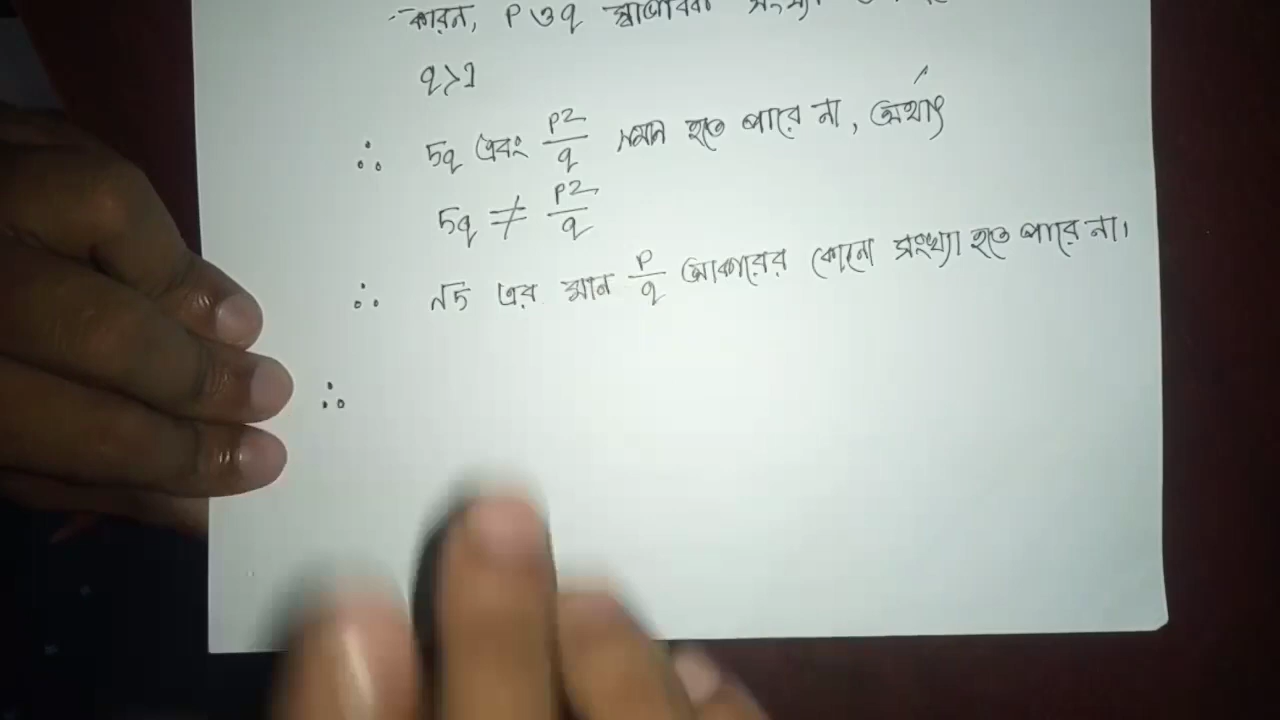 কারন, P ও q স্বাভাবিক সংখ্যা
q>1
∴ 5q এবং p2/q সমান হতে পারে না, অর্থাৎ
5q ≠ p2/q
∴ √5 এর মান P/q আকারের কোনো সংখ্যা হতে পারে না।
∴